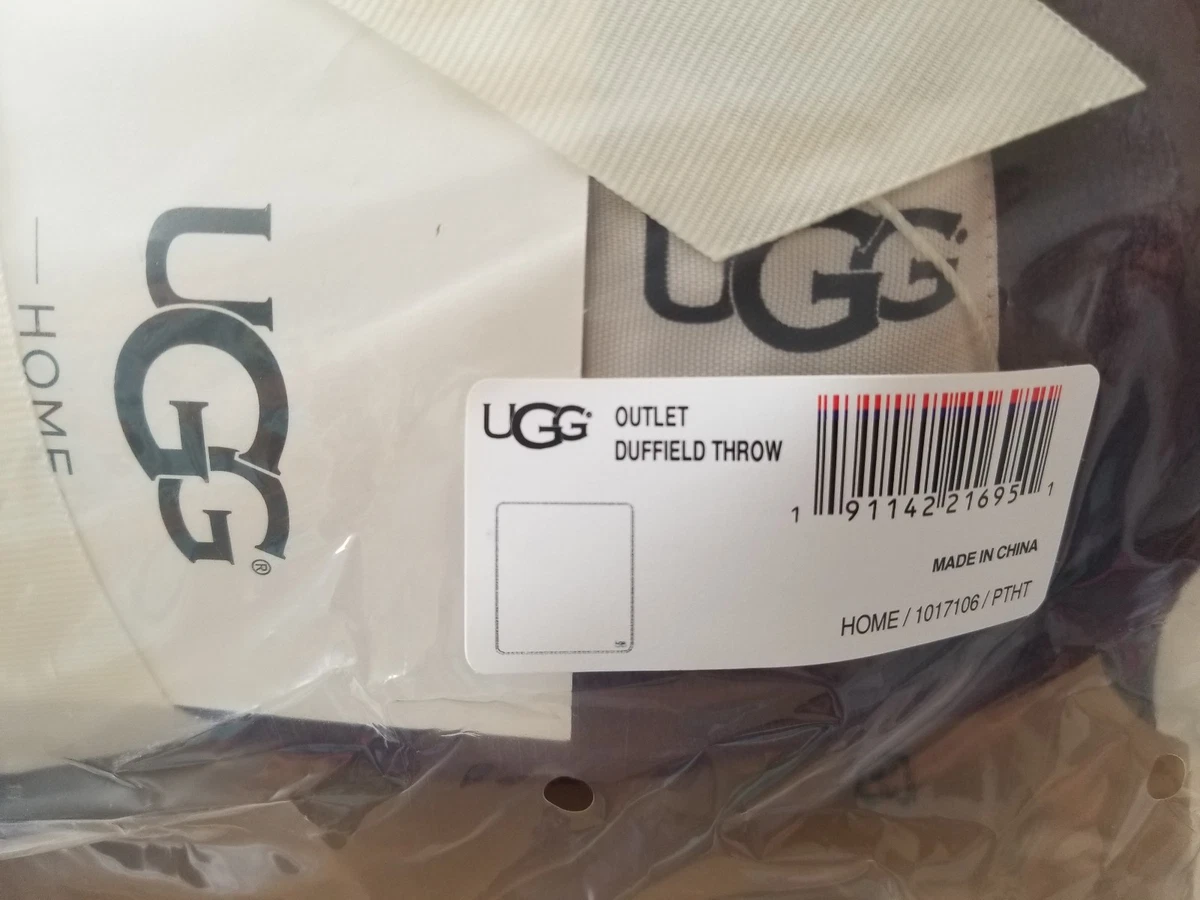 UGG®
— HOME
UGG
UGG®
OUTLET
DUFFIELD THROW
1 91142 21695 1
MADE IN CHINA
HOME / 1017106 / PTHT